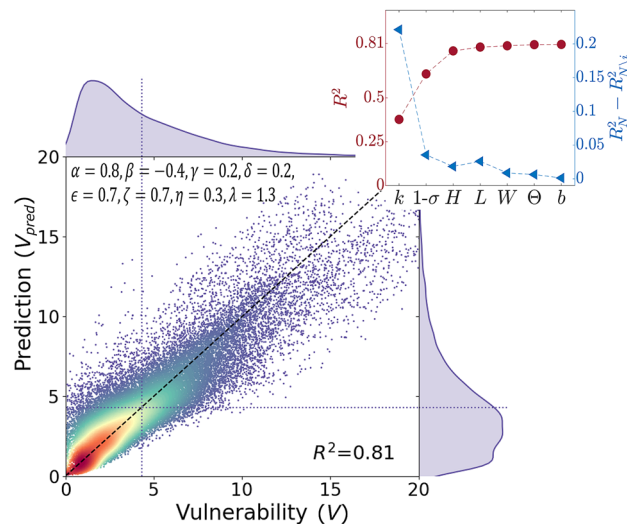 0.81
0.5
0.25
0
R²
0.2
0.15
0.1
0.05
0
R²_N − R²_{N\i}
k 1-σ H L W Θ b
α = 0.8, β = −0.4, γ = 0.2, δ = 0.2,
ϵ = 0.7, ζ = 0.7, η = 0.3, λ = 1.3
20
15
10
5
0
Prediction (V_pred)
R²=0.81
0 5 10 15 20
Vulnerability (V)